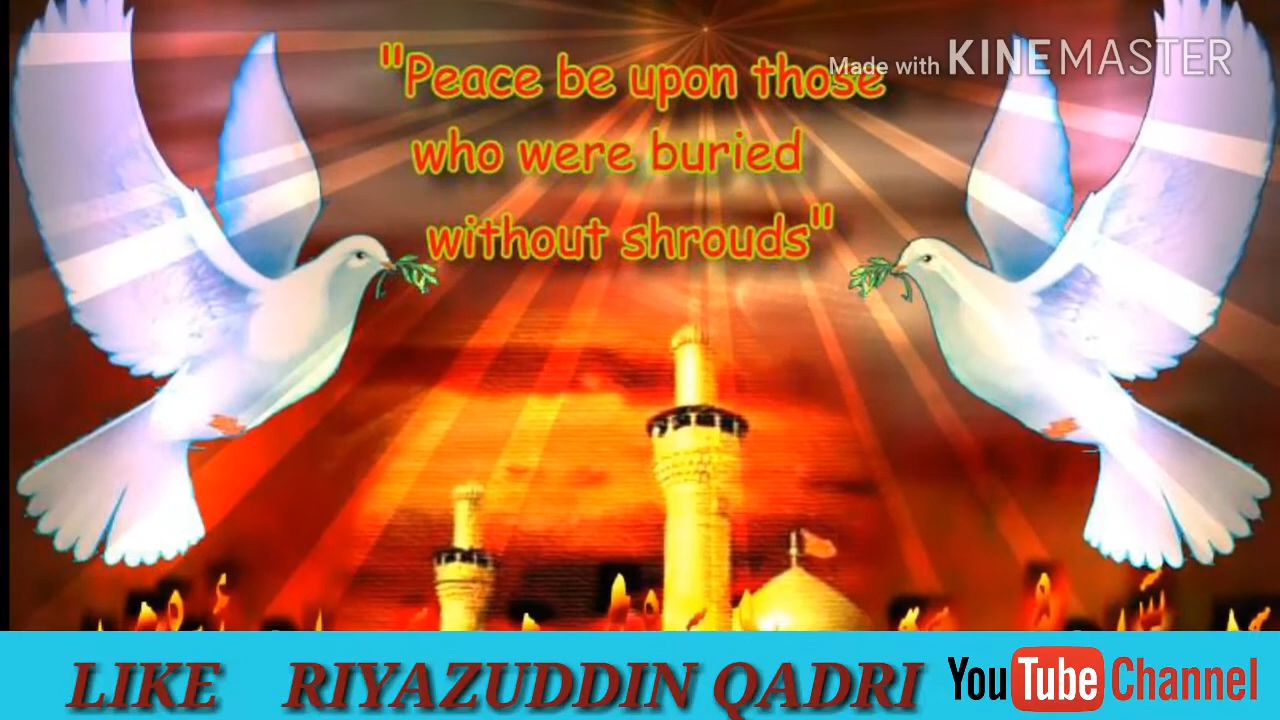 "Peace be upon those
Made with KINEMASTER
who were buried
without shrouds"
LIKE RIYAZUDDIN QADRI YouTube Channel